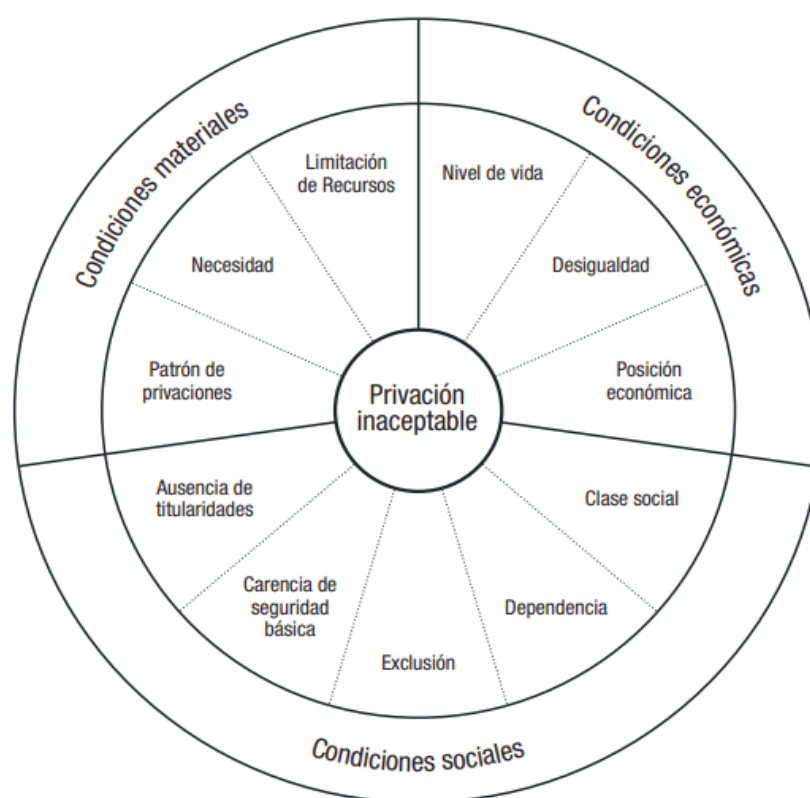 Condiciones materiales
Condiciones económicas
Limitación
de Recursos
Nivel de vida
Necesidad
Desigualdad
Patrón de
privaciones
Privación
inaceptable
Posición
económica
Ausencia de
titularidades
Clase social
Carencia de
seguridad
básica
Dependencia
Exclusión
Condiciones sociales